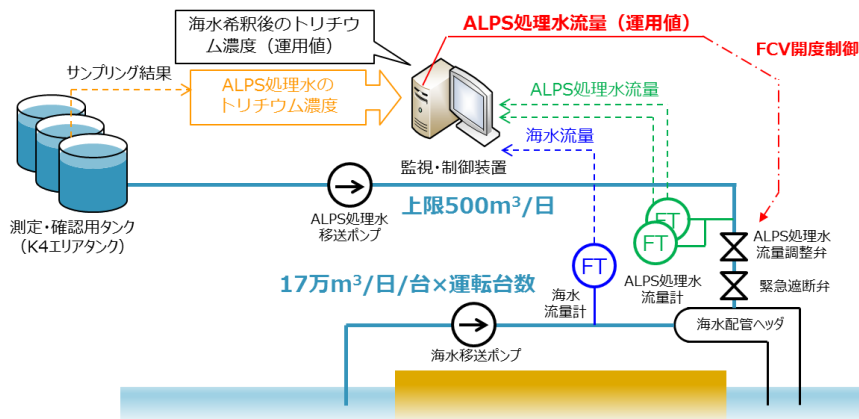 海水希釈後のトリチウ
ム濃度（運用値）
ALPS処理水流量（運用値）
FCV開度制御
サンプリング結果
ALPS処理水の
トリチウム濃度
ALPS処理水流量
海水流量
監視・制御装置
測定・確認用タンク
（K4エリアタンク）
ALPS処理水
移送ポンプ
上限500m³/日
FT
FT
FT
ALPS処理水
流量調整弁
緊急遮断弁
17万m³/日/台×運転台数
海水
流量計
ALPS処理水
流量計
海水配管ヘッダ
海水移送ポンプ